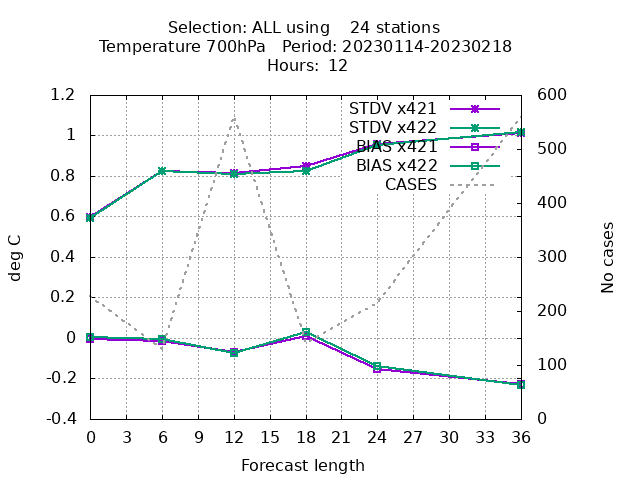 Selection: ALL using    24 stations
Temperature 700hPa   Period: 20230114-20230218
Hours:  12
1.2
1
0.8
0.6
0.4
0.2
0
-0.2
-0.4
600
500
400
300
200
100
0
STDV x421
STDV x422
BIAS x421
BIAS x422
CASES
deg C
No cases
0 3 6 9 12 15 18 21 24 27 30 33 36
Forecast length